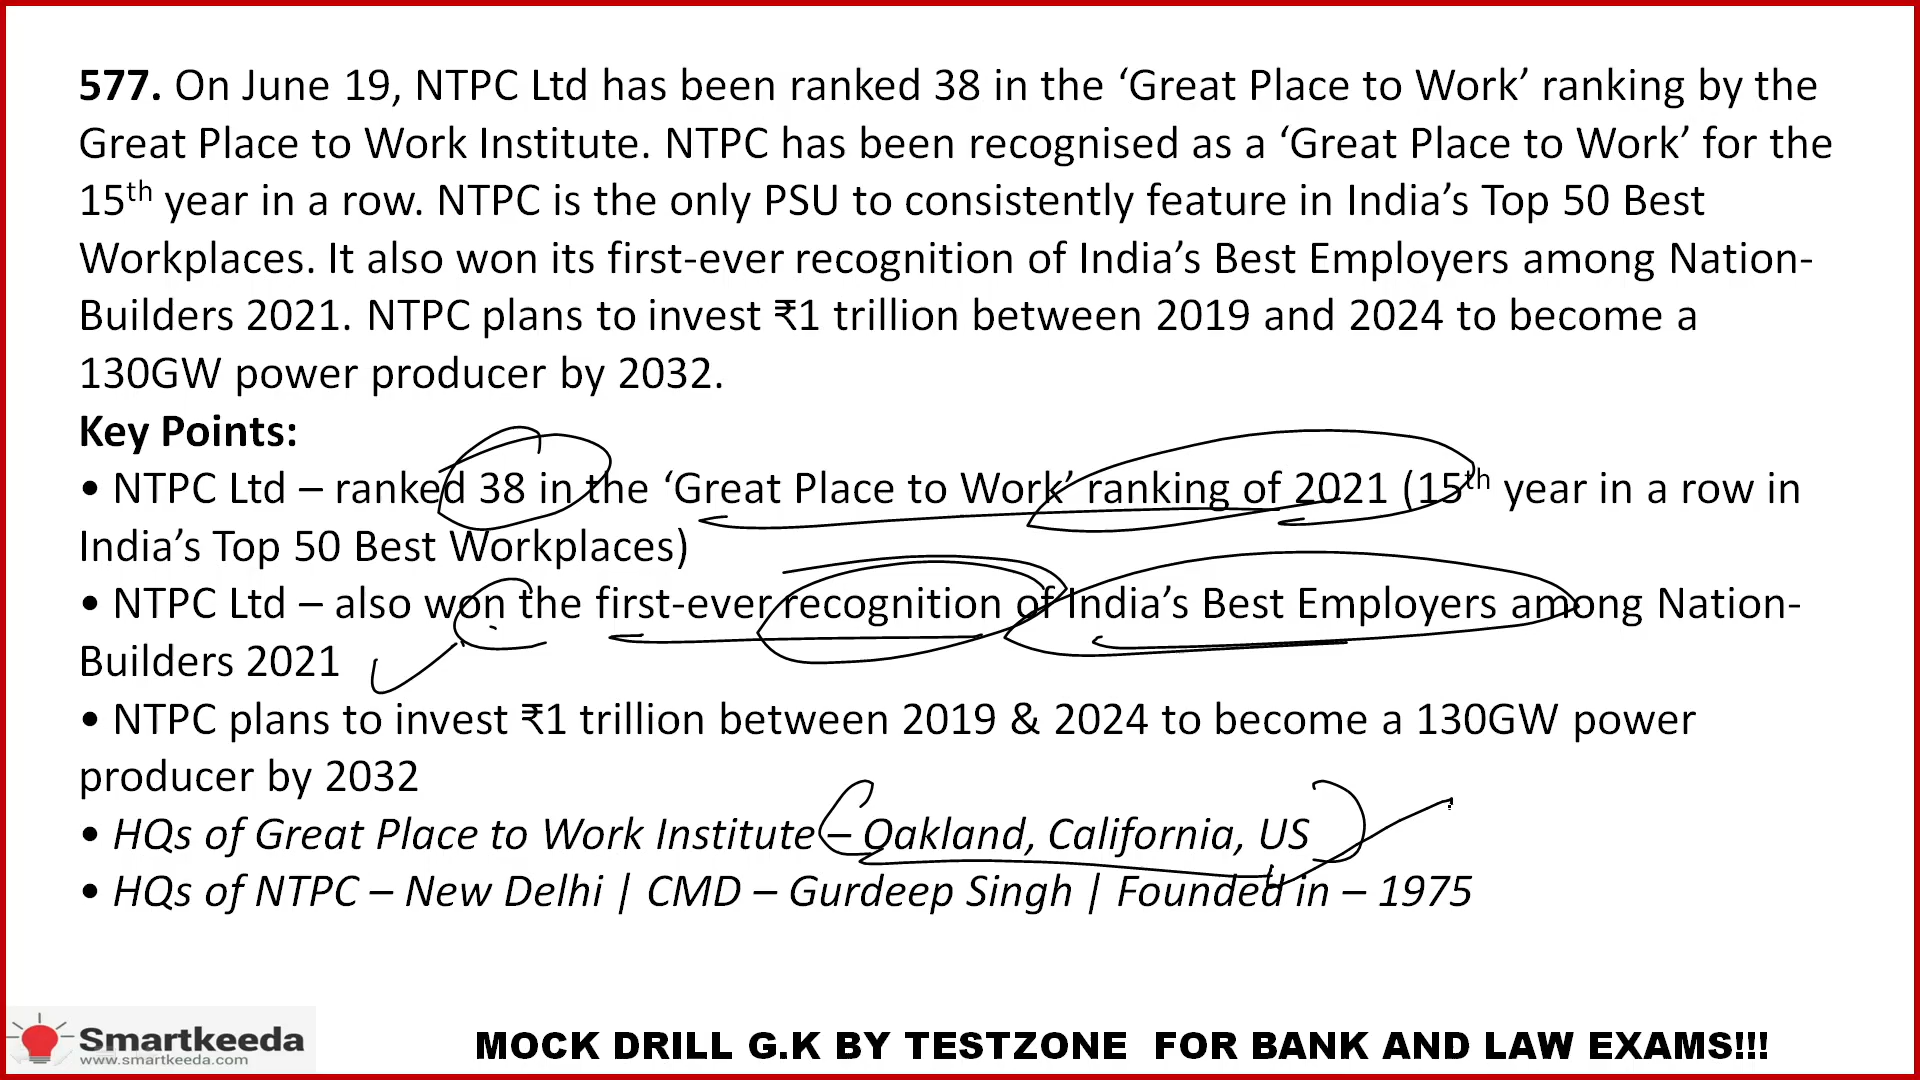 577. On June 19, NTPC Ltd has been ranked 38 in the ‘Great Place to Work’ ranking by the
Great Place to Work Institute. NTPC has been recognised as a ‘Great Place to Work’ for the
15th year in a row. NTPC is the only PSU to consistently feature in India’s Top 50 Best
Workplaces. It also won its first-ever recognition of India’s Best Employers among Nation-
Builders 2021. NTPC plans to invest ₹1 trillion between 2019 and 2024 to become a
130GW power producer by 2032.
Key Points:
• NTPC Ltd – ranked 38 in the ‘Great Place to Work’ ranking of 2021 (15th year in a row in
India’s Top 50 Best Workplaces)
• NTPC Ltd – also won the first-ever recognition of India’s Best Employers among Nation-
Builders 2021
• NTPC plans to invest ₹1 trillion between 2019 & 2024 to become a 130GW power
producer by 2032
• HQs of Great Place to Work Institute – Oakland, California, US
• HQs of NTPC – New Delhi | CMD – Gurdeep Singh | Founded in – 1975
Smartkeeda
www.smartkeeda.com
MOCK DRILL G.K BY TESTZONE FOR BANK AND LAW EXAMS!!!